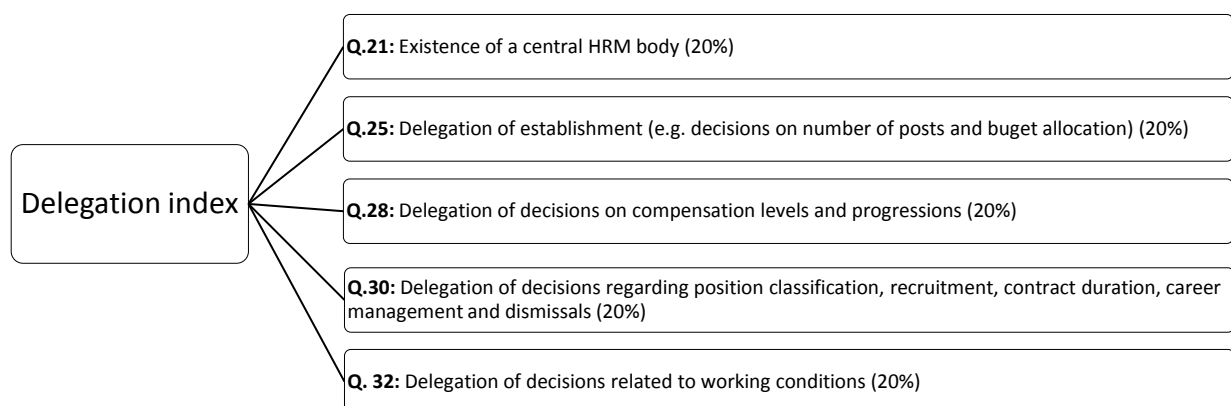 Q.21: Existence of a central HRM body (20%)
Q.25: Delegation of establishment (e.g. decisions on number of posts and buget allocation) (20%)
Delegation index
Q.28: Delegation of decisions on compensation levels and progressions (20%)
Q.30: Delegation of decisions regarding position classification, recruitment, contract duration, career
management and dismissals (20%)
Q. 32: Delegation of decisions related to working conditions (20%)